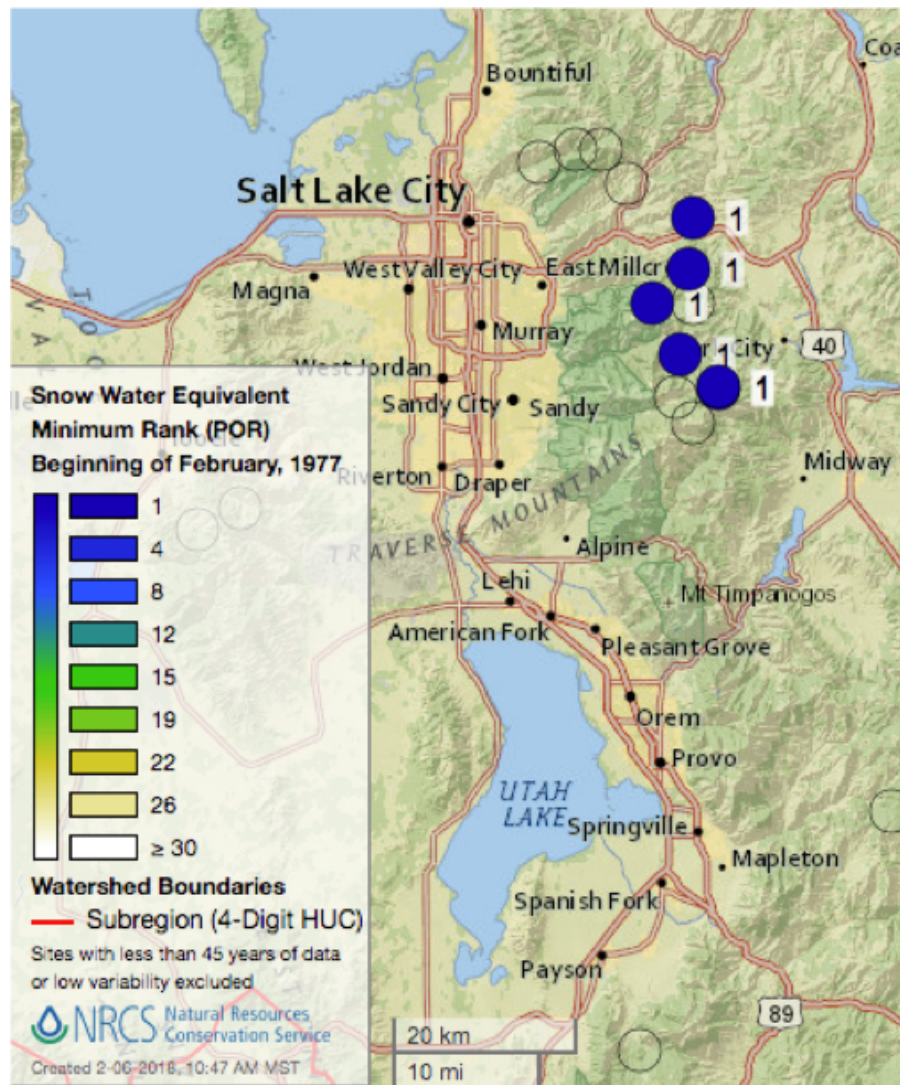 Coa
Bountiful
Salt Lake City
1
West Valley City
East Millcr
1
Magna
1
Murray
West Jordan
1
r City
40
Snow Water Equivalent
Sandy City
Sandy
1
Minimum Rank (POR)
Beginning of February, 1977
Tooele
Riverton
Draper
Midway
1
TRAVERSE MOUNTAINS
4
Alpine
8
Lehi
Mt Timpanogos
12
American Fork
Pleasant Grove
15
19
Orem
22
Provo
26
UTAH
LAKE
≥ 30
Springville
Mapleton
Watershed Boundaries
Subregion (4-Digit HUC)
Spanish Fork
Sites with less than 45 years of data
or low variability excluded
Payson
NRCS Natural Resources
Conservation Service
89
20 km
Created 2-06-2018, 10:47 AM MST
10 mi